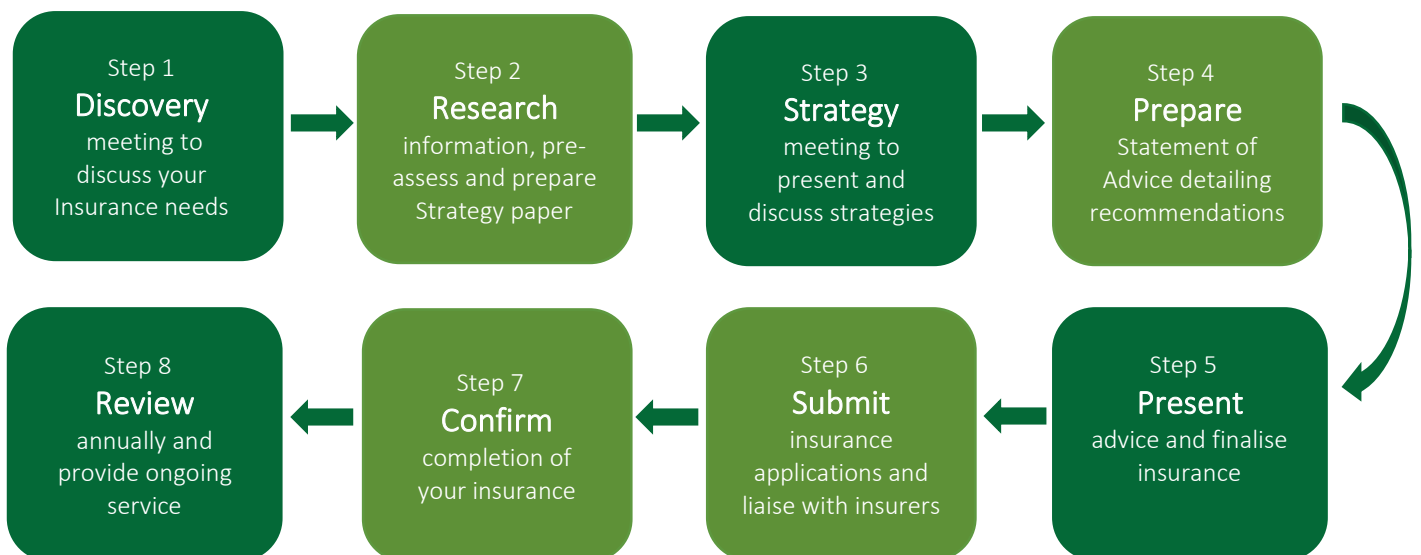 Step 1
Discovery
meeting to
discuss your
Insurance needs
Step 2
Research
information, pre-
assess and prepare
Strategy paper
Step 3
Strategy
meeting to
present and
discuss strategies
Step 4
Prepare
Statement of
Advice detailing
recommendations
Step 5
Present
advice and finalise
insurance
Step 6
Submit
insurance
applications and
liaise with insurers
Step 7
Confirm
completion of
your insurance
Step 8
Review
annually and
provide ongoing
service